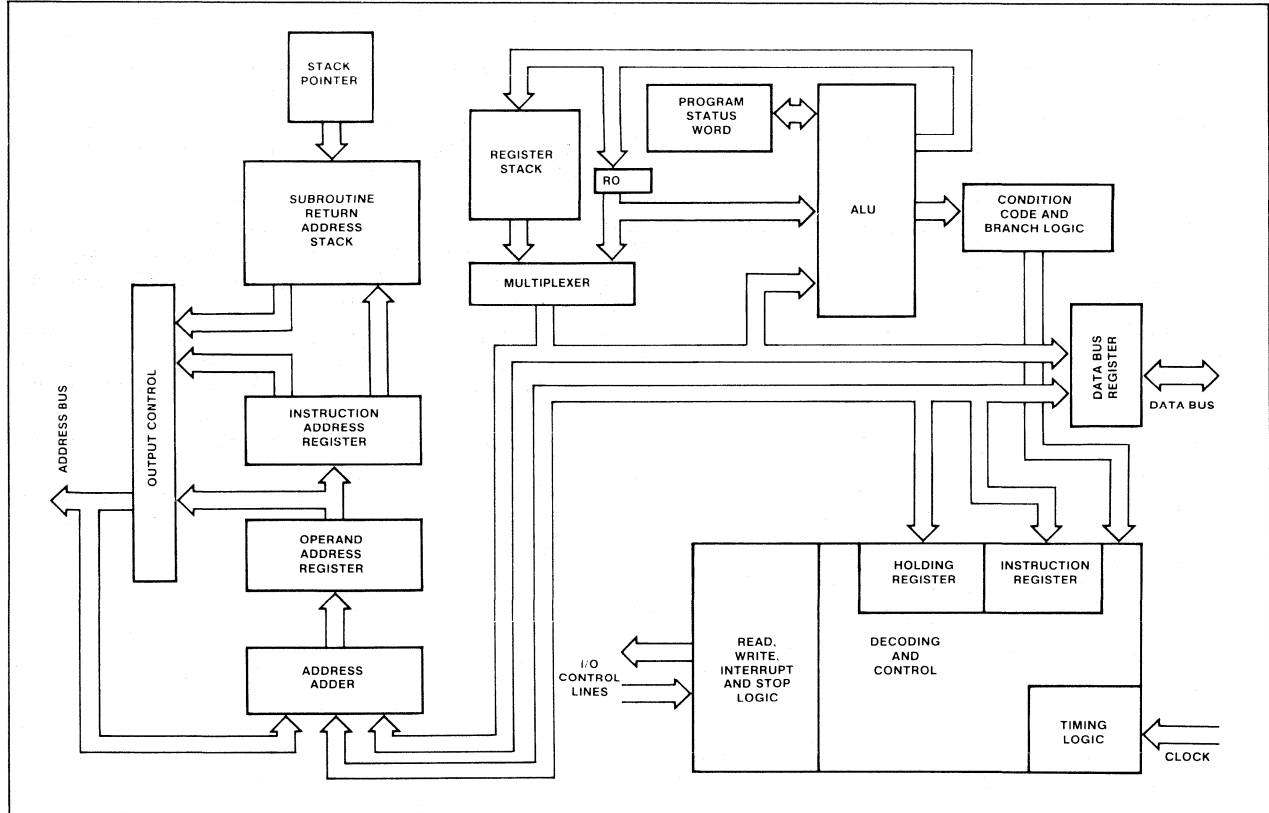 STACK
POINTER
SUBROUTINE
RETURN
ADDRESS
STACK
REGISTER
STACK
RO
PROGRAM
STATUS
WORD
ALU
CONDITION
CODE AND
BRANCH LOGIC
MULTIPLEXER
DATA BUS
REGISTER
DATA BUS
ADDRESS BUS
OUTPUT CONTROL
INSTRUCTION
ADDRESS
REGISTER
OPERAND
ADDRESS
REGISTER
ADDRESS
ADDER
I/O
CONTROL
LINES
READ,
WRITE,
INTERRUPT
AND STOP
LOGIC
DECODING
AND
CONTROL
HOLDING
REGISTER
INSTRUCTION
REGISTER
TIMING
LOGIC
CLOCK